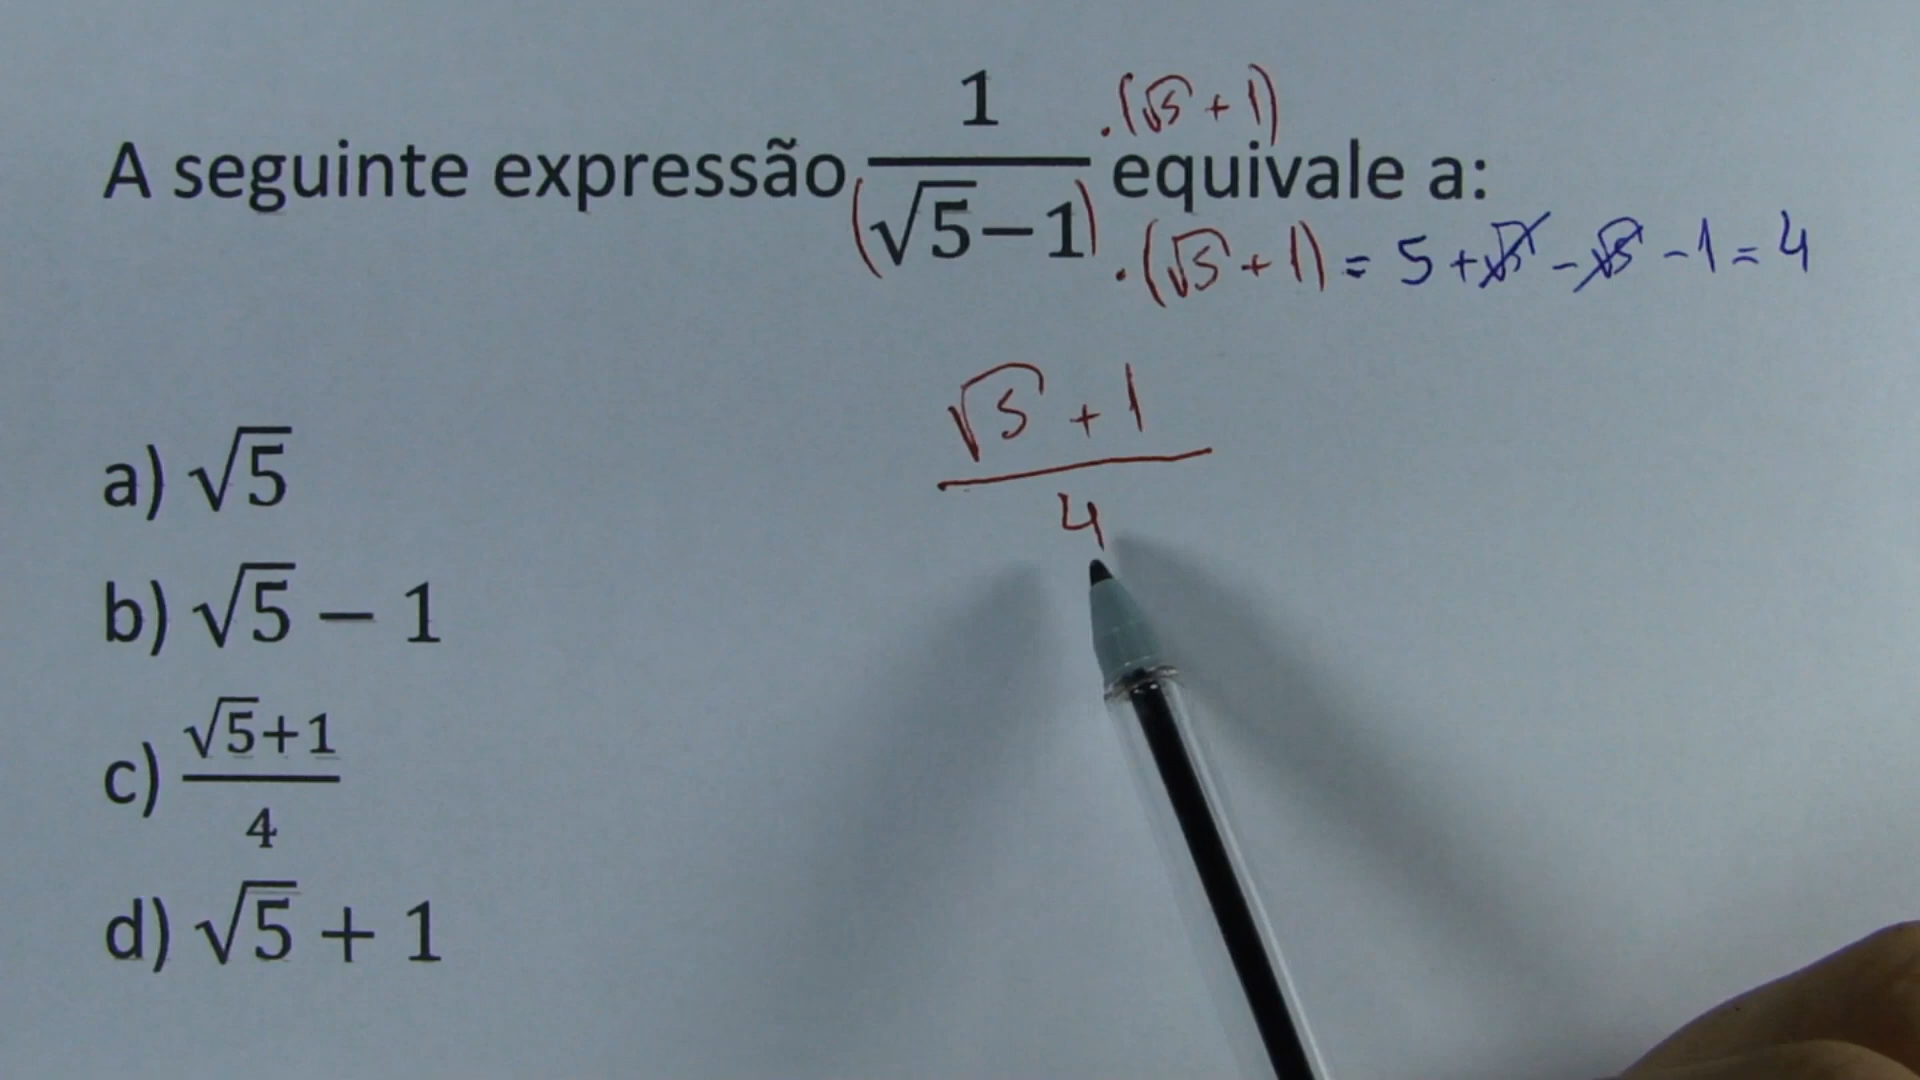 A seguinte expressão 1/(√5−1) equivale a:
.(√5 + 1)
.(√5 + 1) = 5 + √5 - √5 - 1 = 4
√5 + 1
4
a) √5
b) √5 − 1
c) √5+1
4
d) √5 + 1